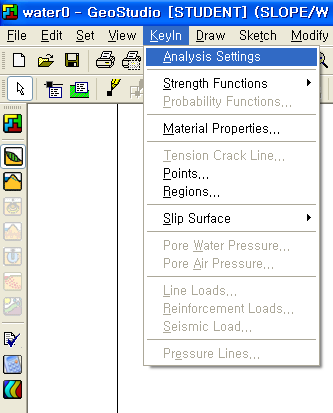 water0 - GeoStudio [STUDENT] (SLOPE/W
File Edit Set View KeyIn Draw Sketch Modify
Analysis Settings
Strength Functions
Probability Functions...
Material Properties...
Tension Crack Line...
Points...
Regions...
Slip Surface
Pore Water Pressure...
Pore Air Pressure...
Line Loads...
Reinforcement Loads...
Seismic Load...
Pressure Lines...